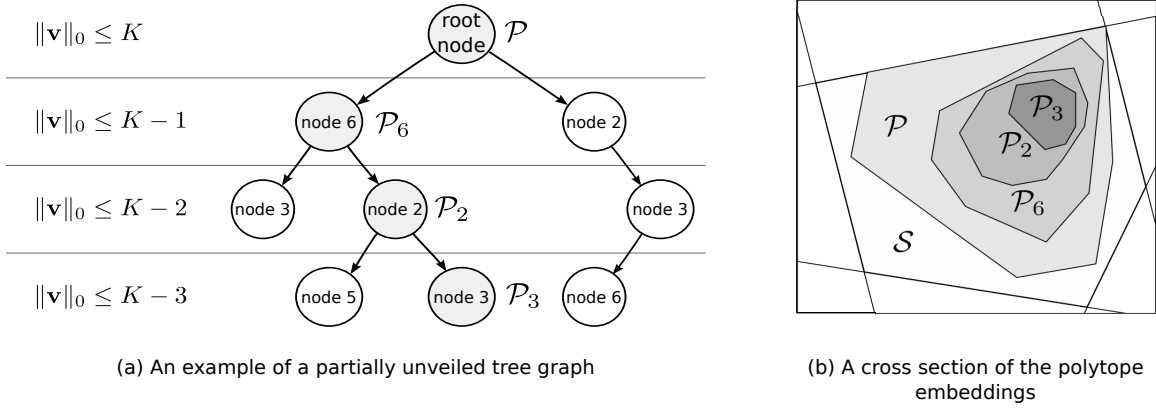 ‖v‖₀ ≤ K
root
node
𝒫
‖v‖₀ ≤ K − 1
node 6
𝒫₆
node 2
‖v‖₀ ≤ K − 2
node 3
node 2
𝒫₂
node 3
‖v‖₀ ≤ K − 3
node 5
node 3
𝒫₃
node 6
(a) An example of a partially unveiled tree graph
𝒫₃
𝒫
𝒫₂
𝒫₆
𝒮
(b) A cross section of the polytope
embeddings